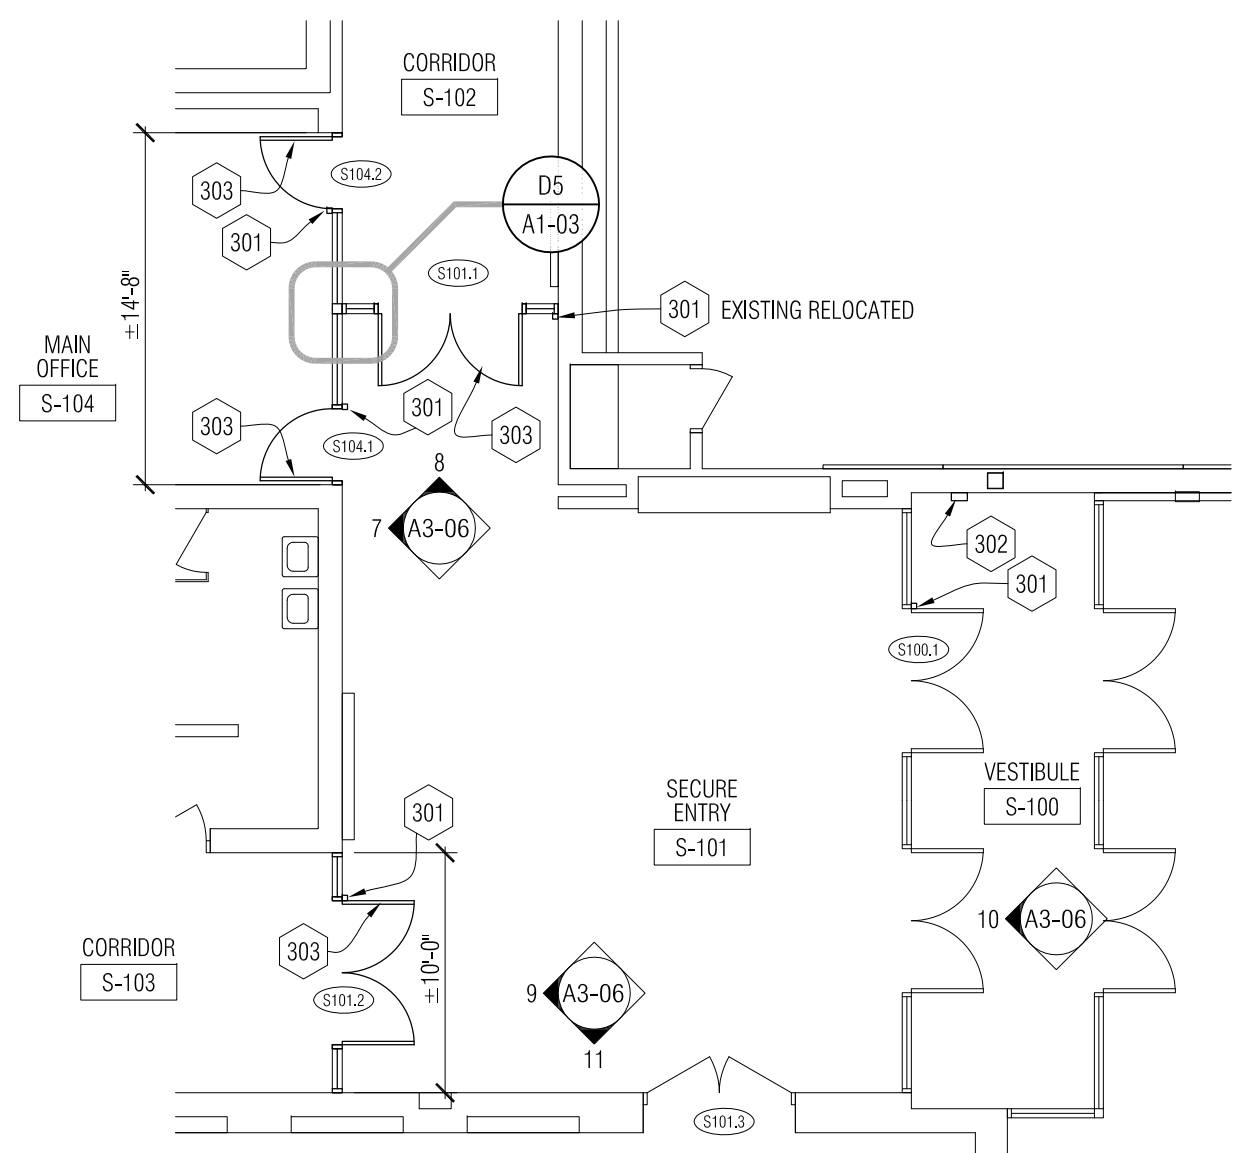 CORRIDOR
S-102
303
S104.2
D5
A1-03
301
S101.1
±14'-8"
301 EXISTING RELOCATED
MAIN
OFFICE
S-104
301
303
303
S104.1
8
7 A3-06
302
301
S100.1
VESTIBULE
S-100
SECURE
ENTRY
S-101
301
10 A3-06
CORRIDOR
S-103
303
±10'-0"
S101.2
9 A3-06
11
S101.3